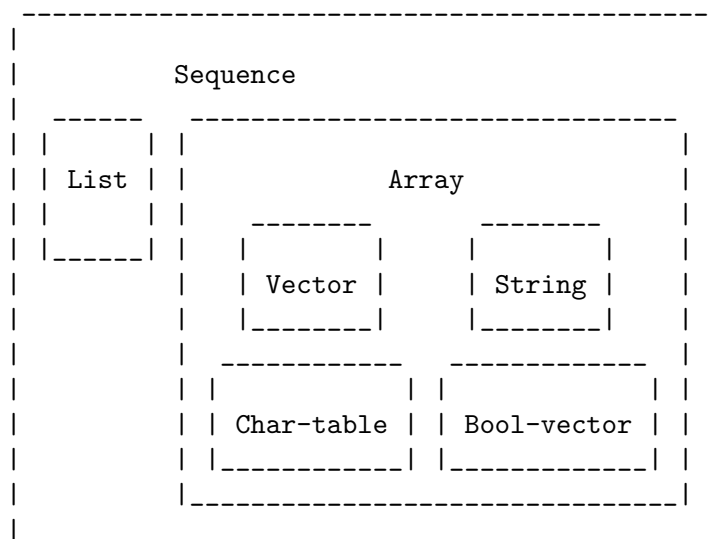 Sequence
List Array
Vector String
Char-table Bool-vector